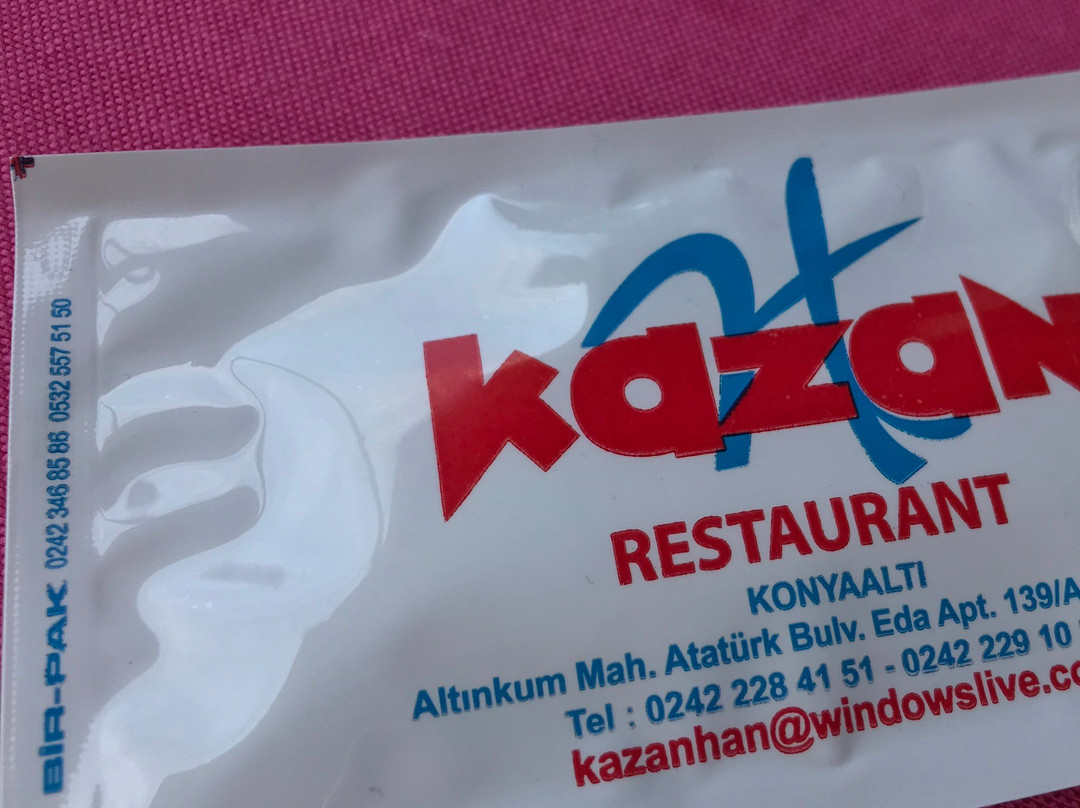 kazan
RESTAURANT
KONYAALTI
Altınkum Mah. Atatürk Bulv. Eda Apt. 139/A
Tel : 0242 228 41 51 - 0242 229 10
kazanhan@windowslive.co
BİR-PAK 0242 346 85 86 0532 557 51 50